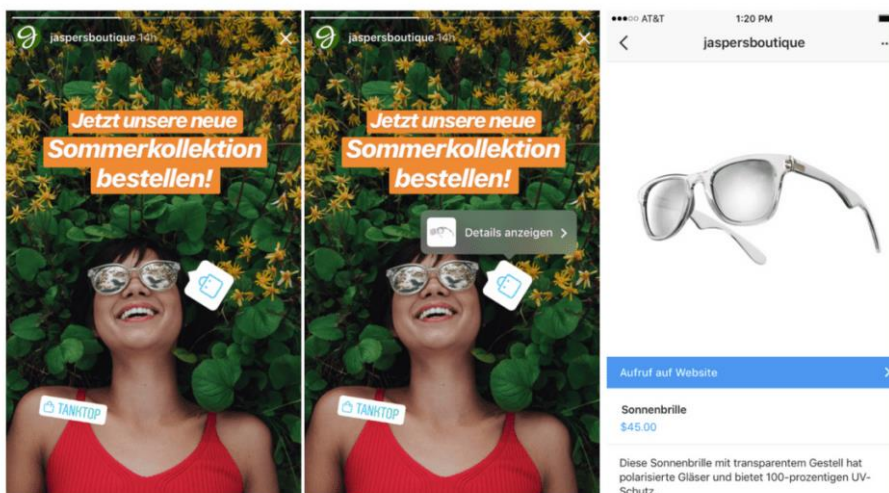 jaspersboutique 14h
Jetzt unsere neue
Sommerkollektion
bestellen!
TANKTOP
jaspersboutique 14h
Jetzt unsere neue
Sommerkollektion
bestellen!
Details anzeigen >
TANKTOP
AT&T 1:20 PM
jaspersboutique
Aufruf auf Website
Sonnenbrille
$45.00
Diese Sonnenbrille mit transparentem Gestell hat
polarisierte Gläser und bietet 100-prozentigen UV-
Schutz